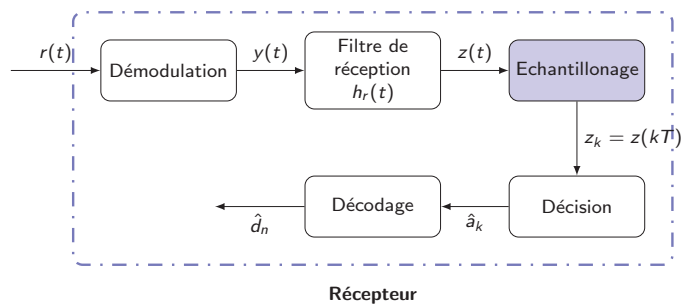 r(t)
Démodulation
y(t)
Filtre de
réception
h_r(t)
z(t)
Echantillonage
z_k = z(kT)
Décision
â_k
Décodage
d̂_n
Récepteur